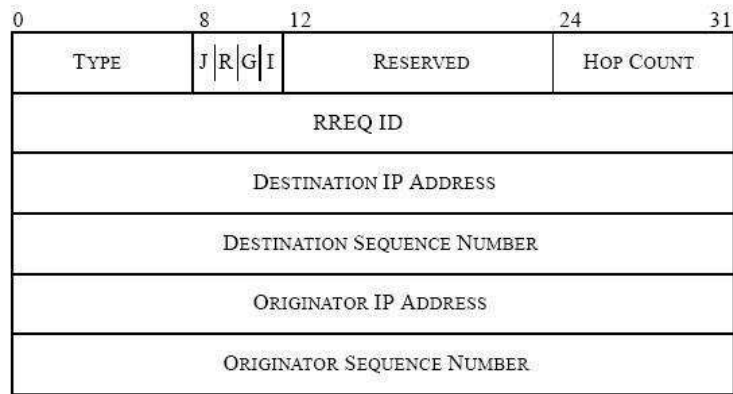 0 8 12 24 31
TYPE J R G I RESERVED HOP COUNT
RREQ ID
DESTINATION IP ADDRESS
DESTINATION SEQUENCE NUMBER
ORIGINATOR IP ADDRESS
ORIGINATOR SEQUENCE NUMBER